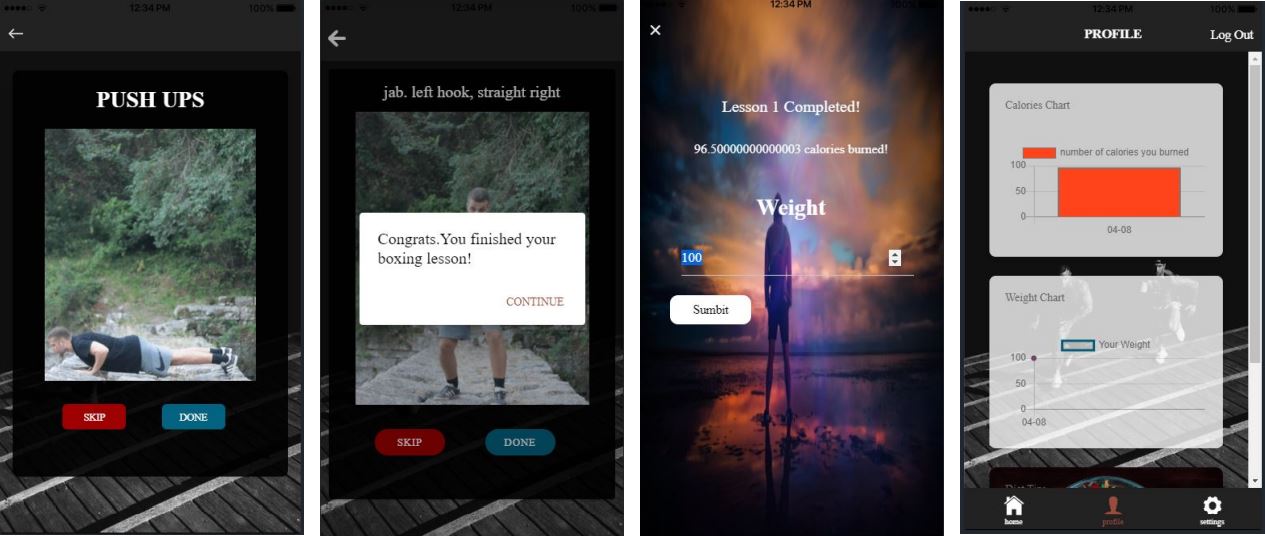 12:34 PM
100%
PUSH UPS
SKIP
DONE
12:34 PM
100%
jab. left hook, straight right
Congrats.You finished your
boxing lesson!
CONTINUE
SKIP
DONE
12:34 PM
100%
Lesson 1 Completed!
96.50000000000003 calories burned!
Weight
100
Sumbit
12:34 PM
100%
PROFILE
Log Out
Calories Chart
number of calories you burned
100
50
0
04-08
Weight Chart
Your Weight
100
50
0
04-08
Diet Tips
home
profile
settings